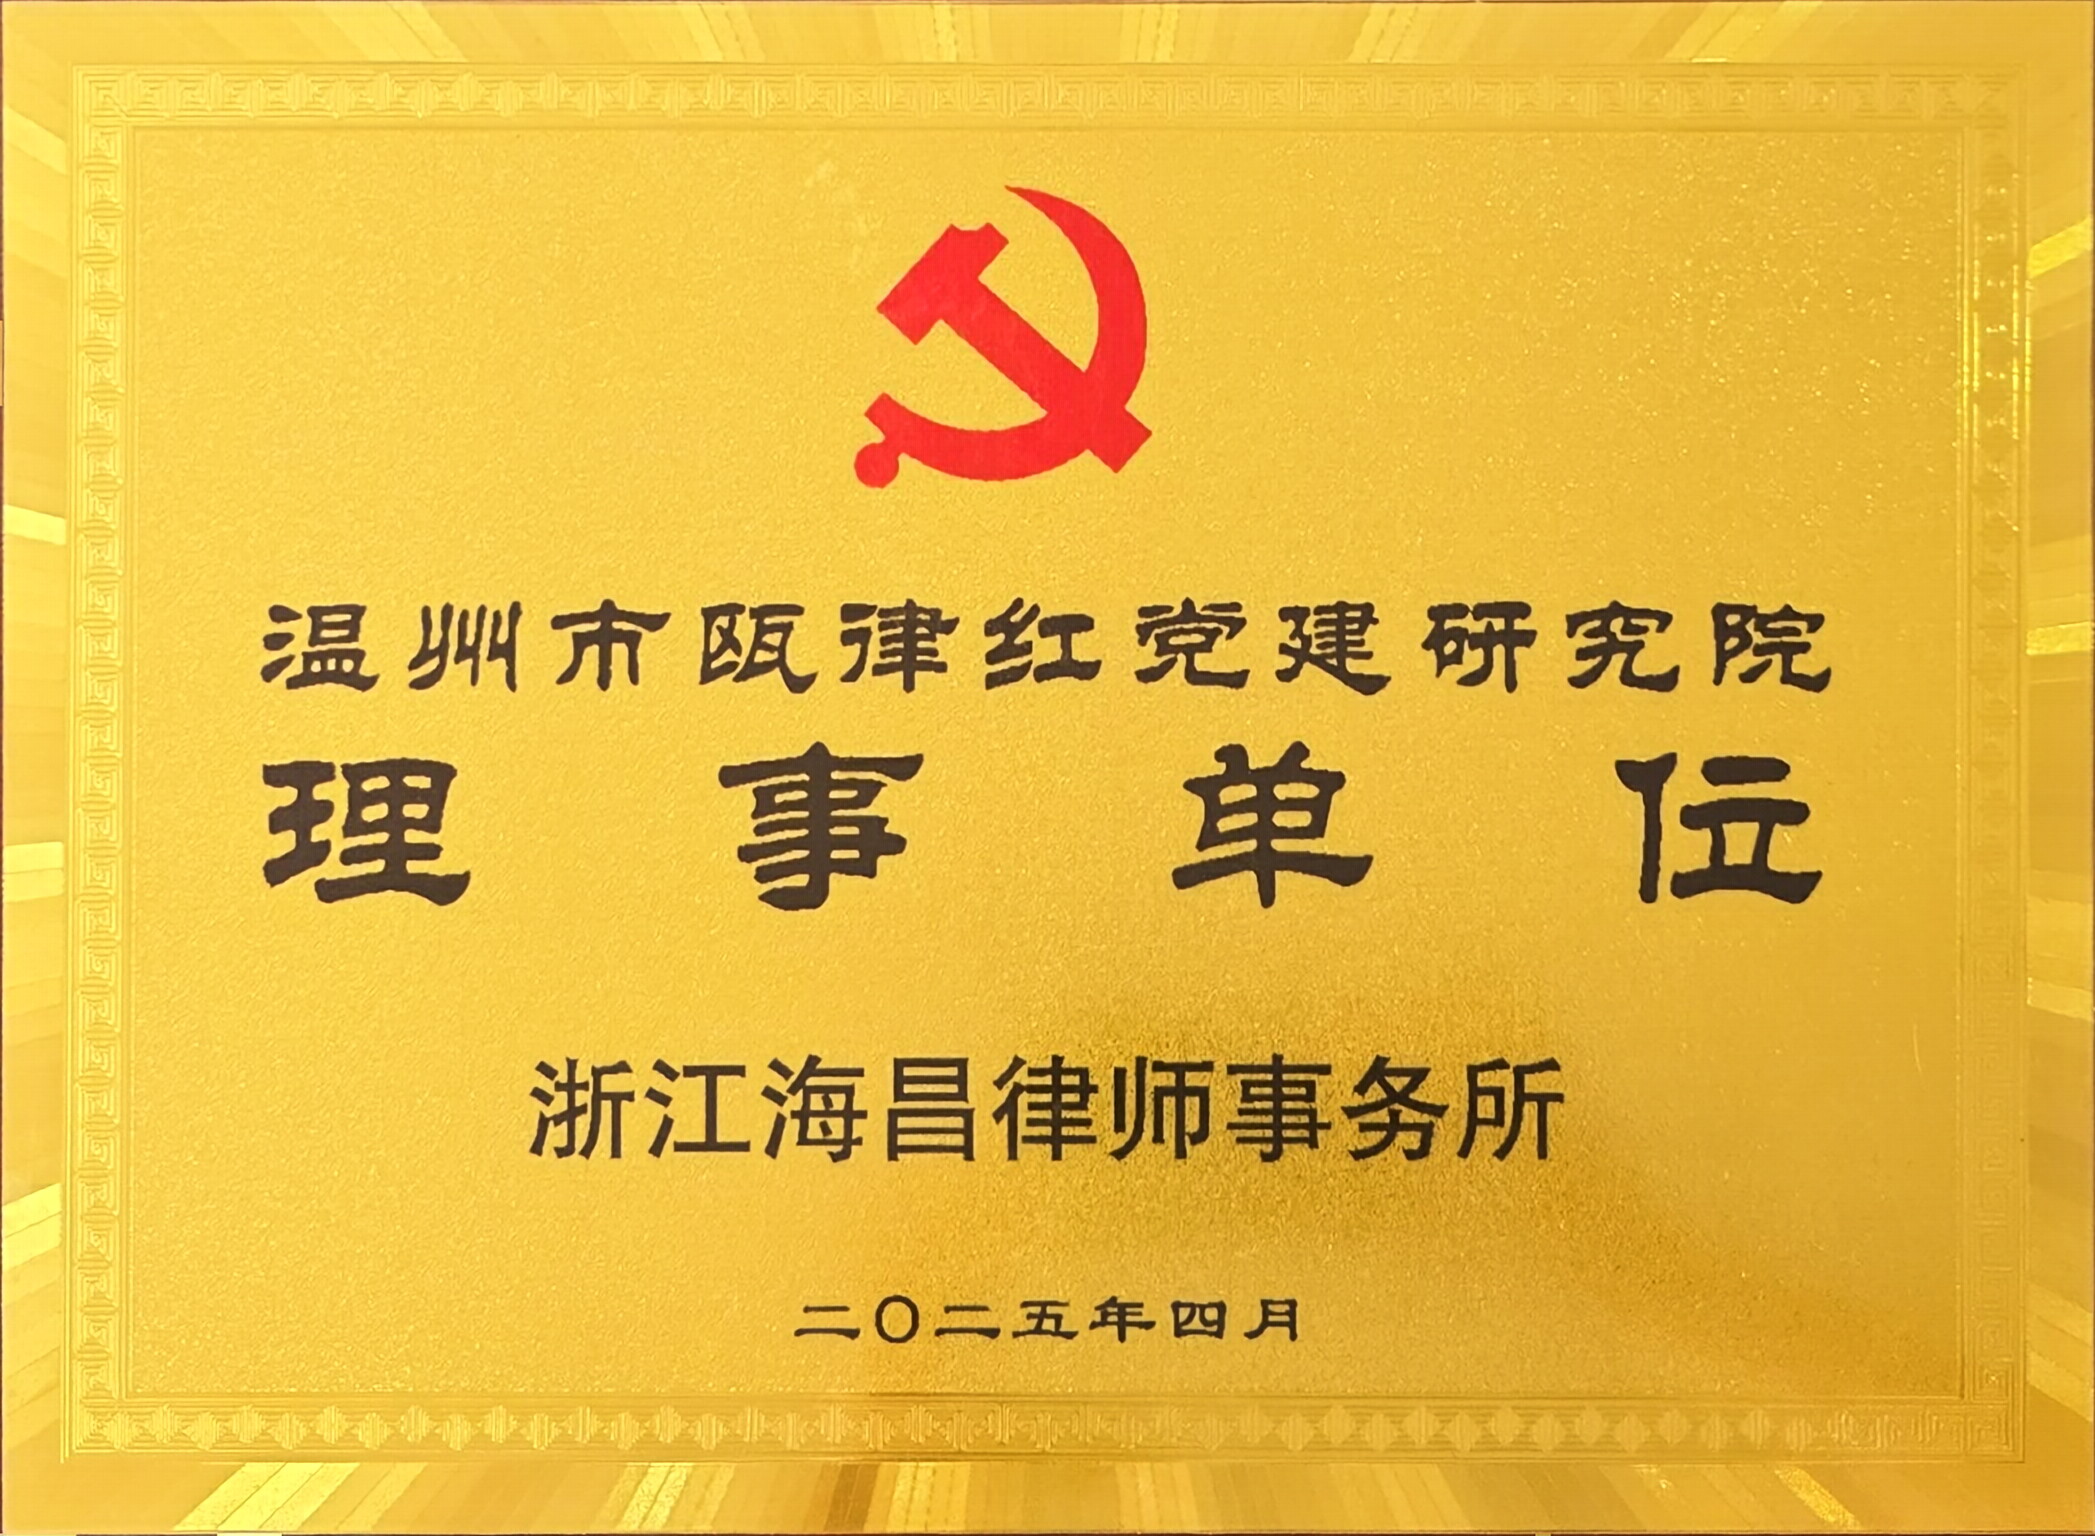 温州市瓯律红党建研究院
理事单位
浙江海昌律师事务所
二〇二五年四月